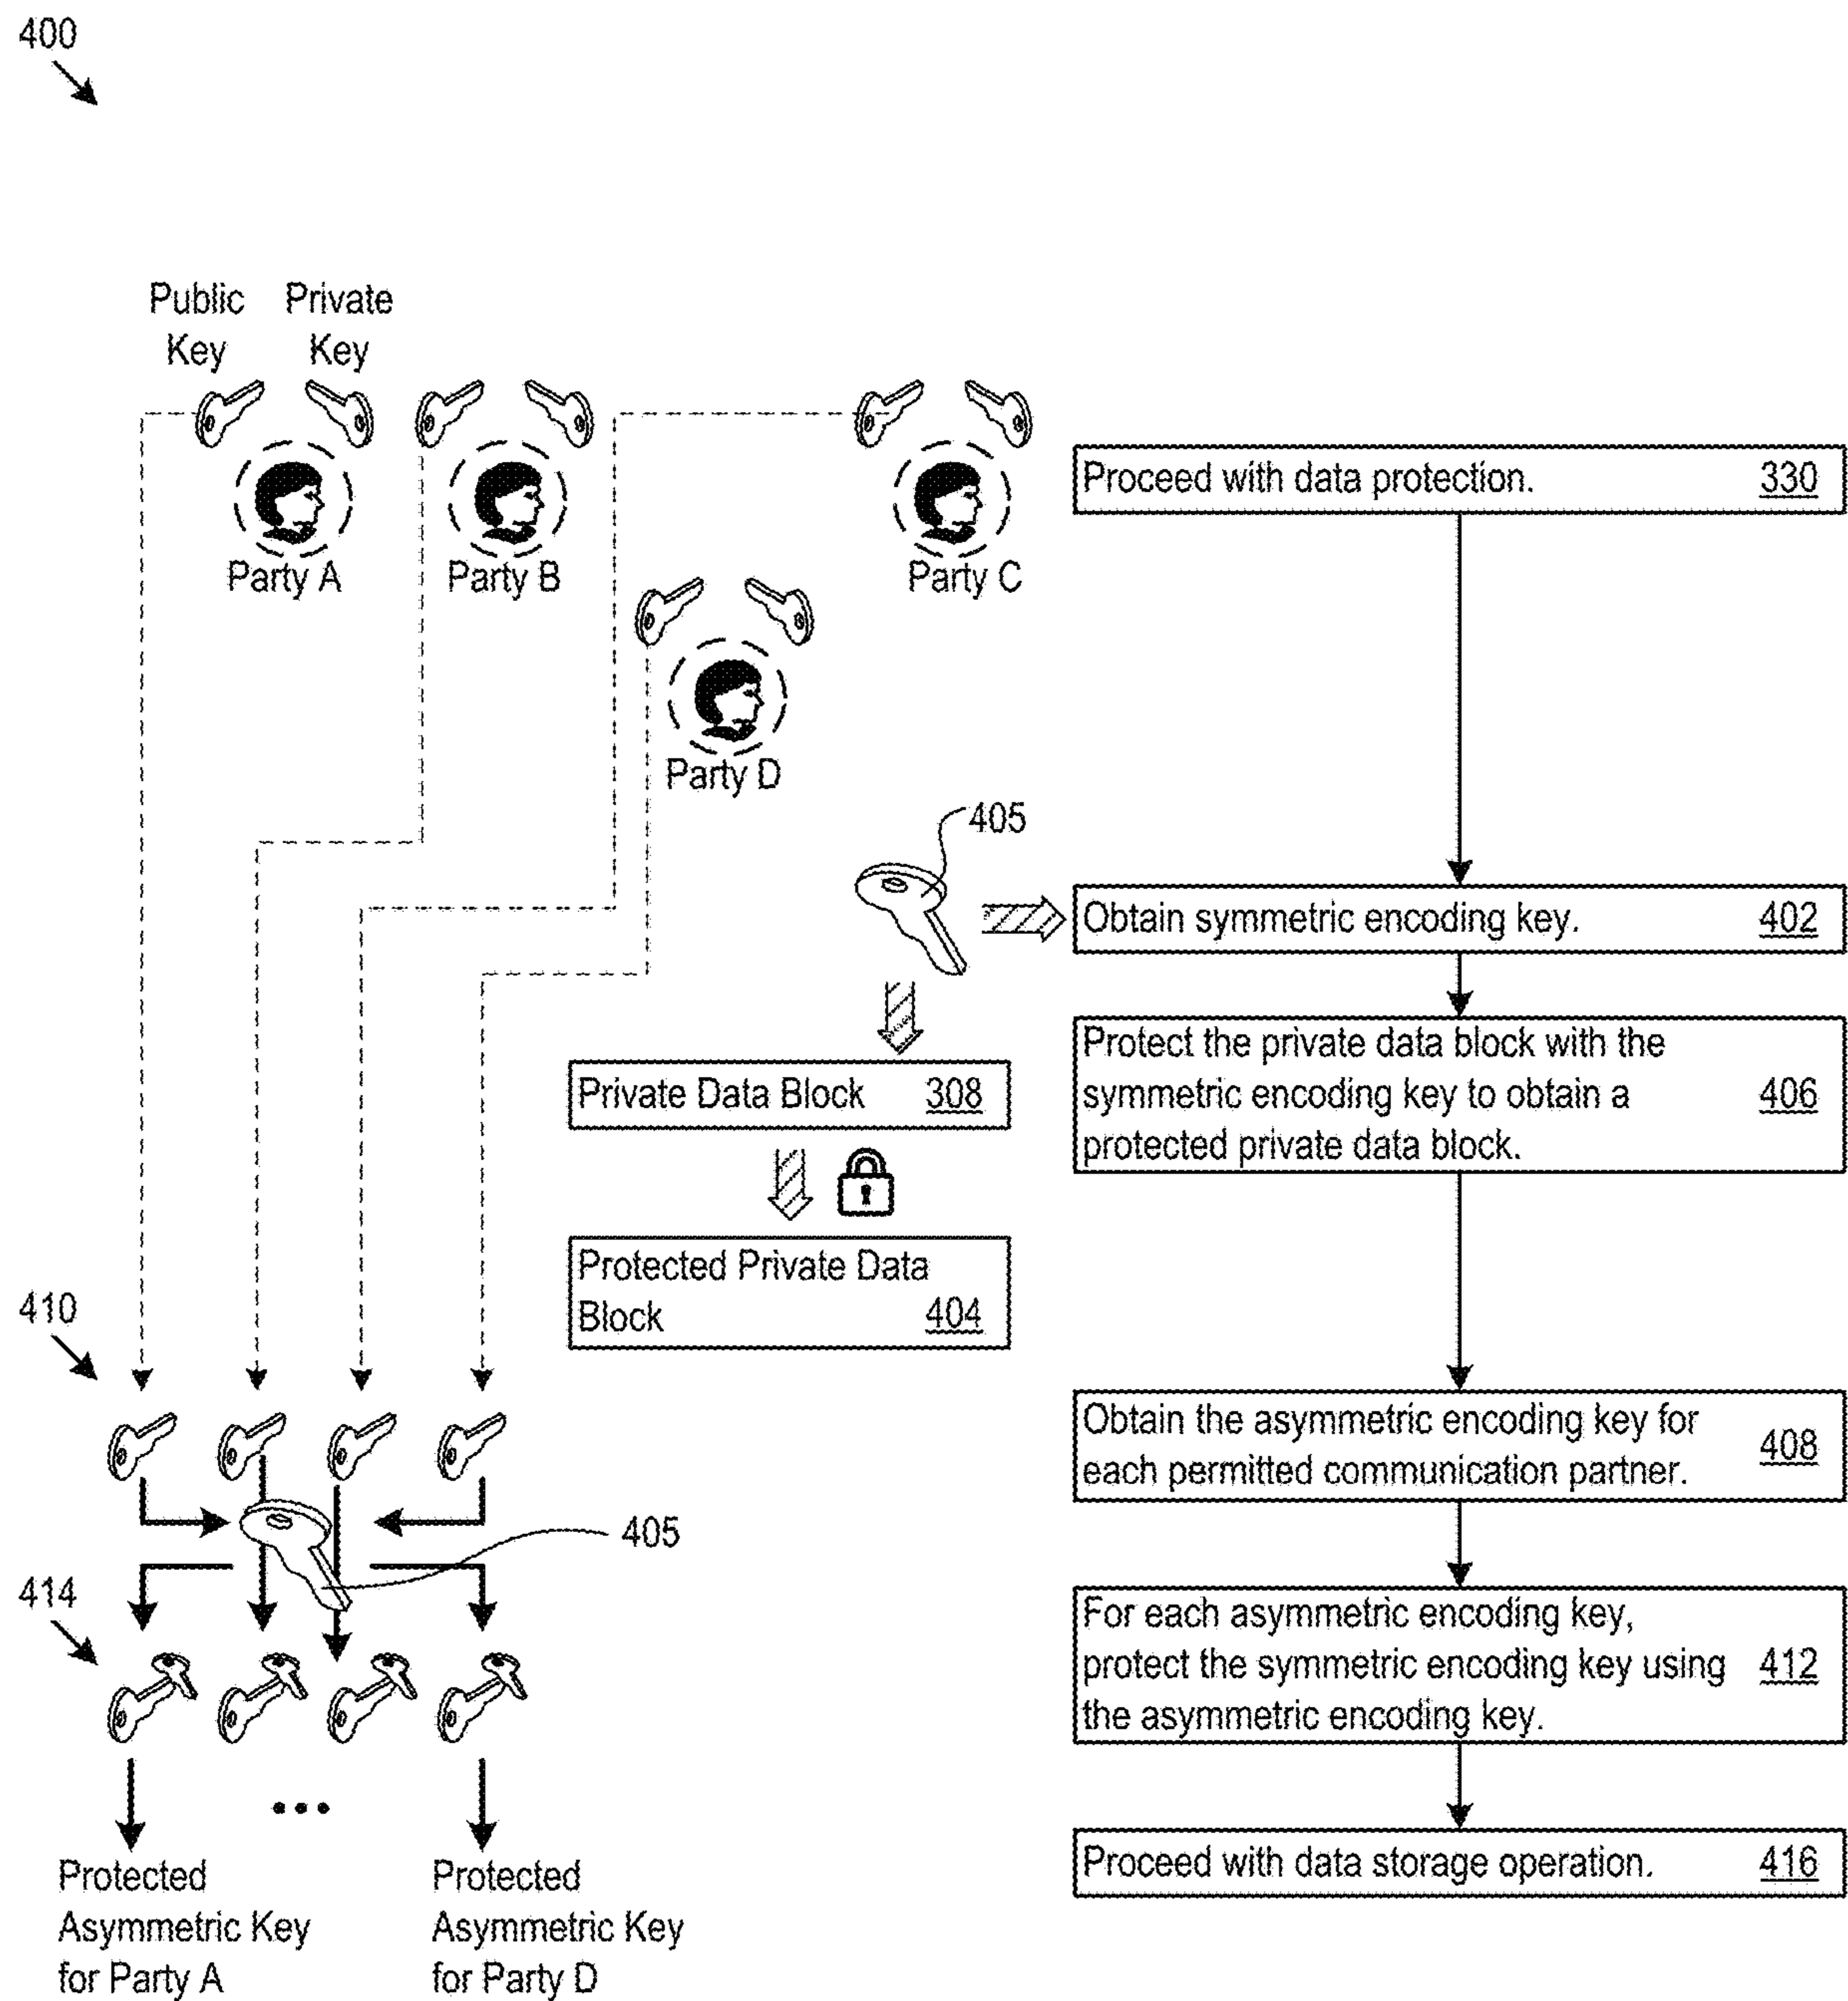 400
Public Private
Key Key
Party A
Party B
Party C
Party D
Proceed with data protection. 330
405
Obtain symmetric encoding key. 402
Protect the private data block with the
symmetric encoding key to obtain a 406
protected private data block.
Private Data Block 308
Protected Private Data
Block 404
410
Obtain the asymmetric encoding key for
each permitted communication partner. 408
405
414
For each asymmetric encoding key,
protect the symmetric encoding key using 412
the asymmetric encoding key.
...
Proceed with data storage operation. 416
Protected
Asymmetric Key
for Party A
Protected
Asymmetric Key
for Party D